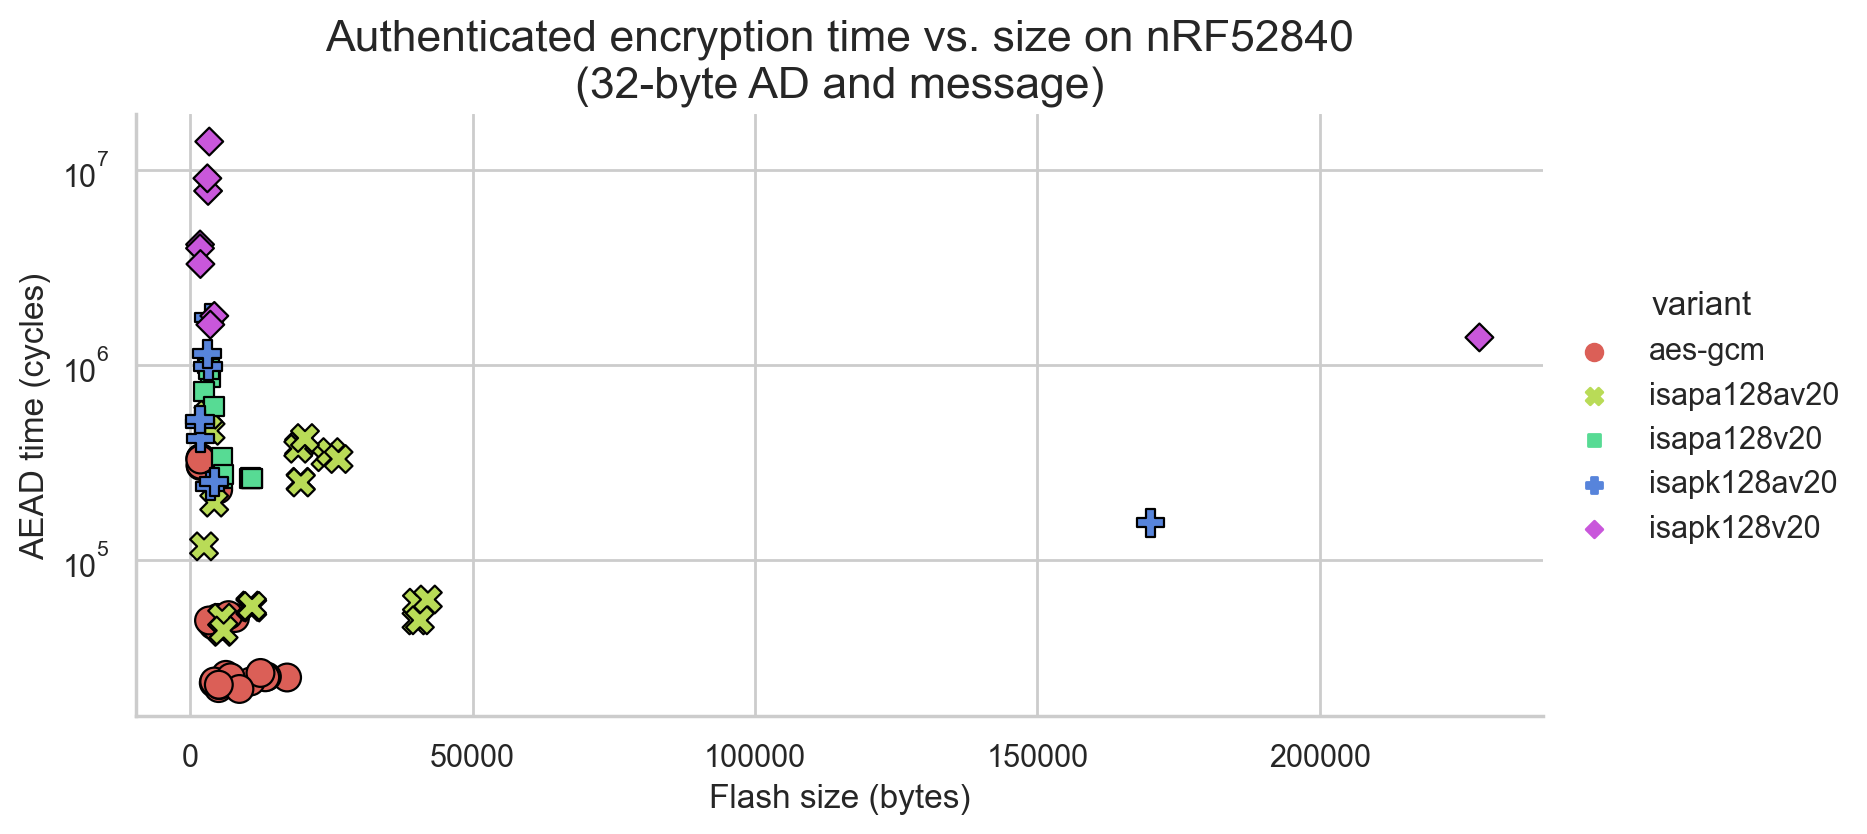 Authenticated encryption time vs. size on nRF52840
(32-byte AD and message)
AEAD time (cycles)
10^7
10^6
10^5
0
50000
100000
150000
200000
Flash size (bytes)
variant
aes-gcm
isapa128av20
isapa128v20
isapk128av20
isapk128v20